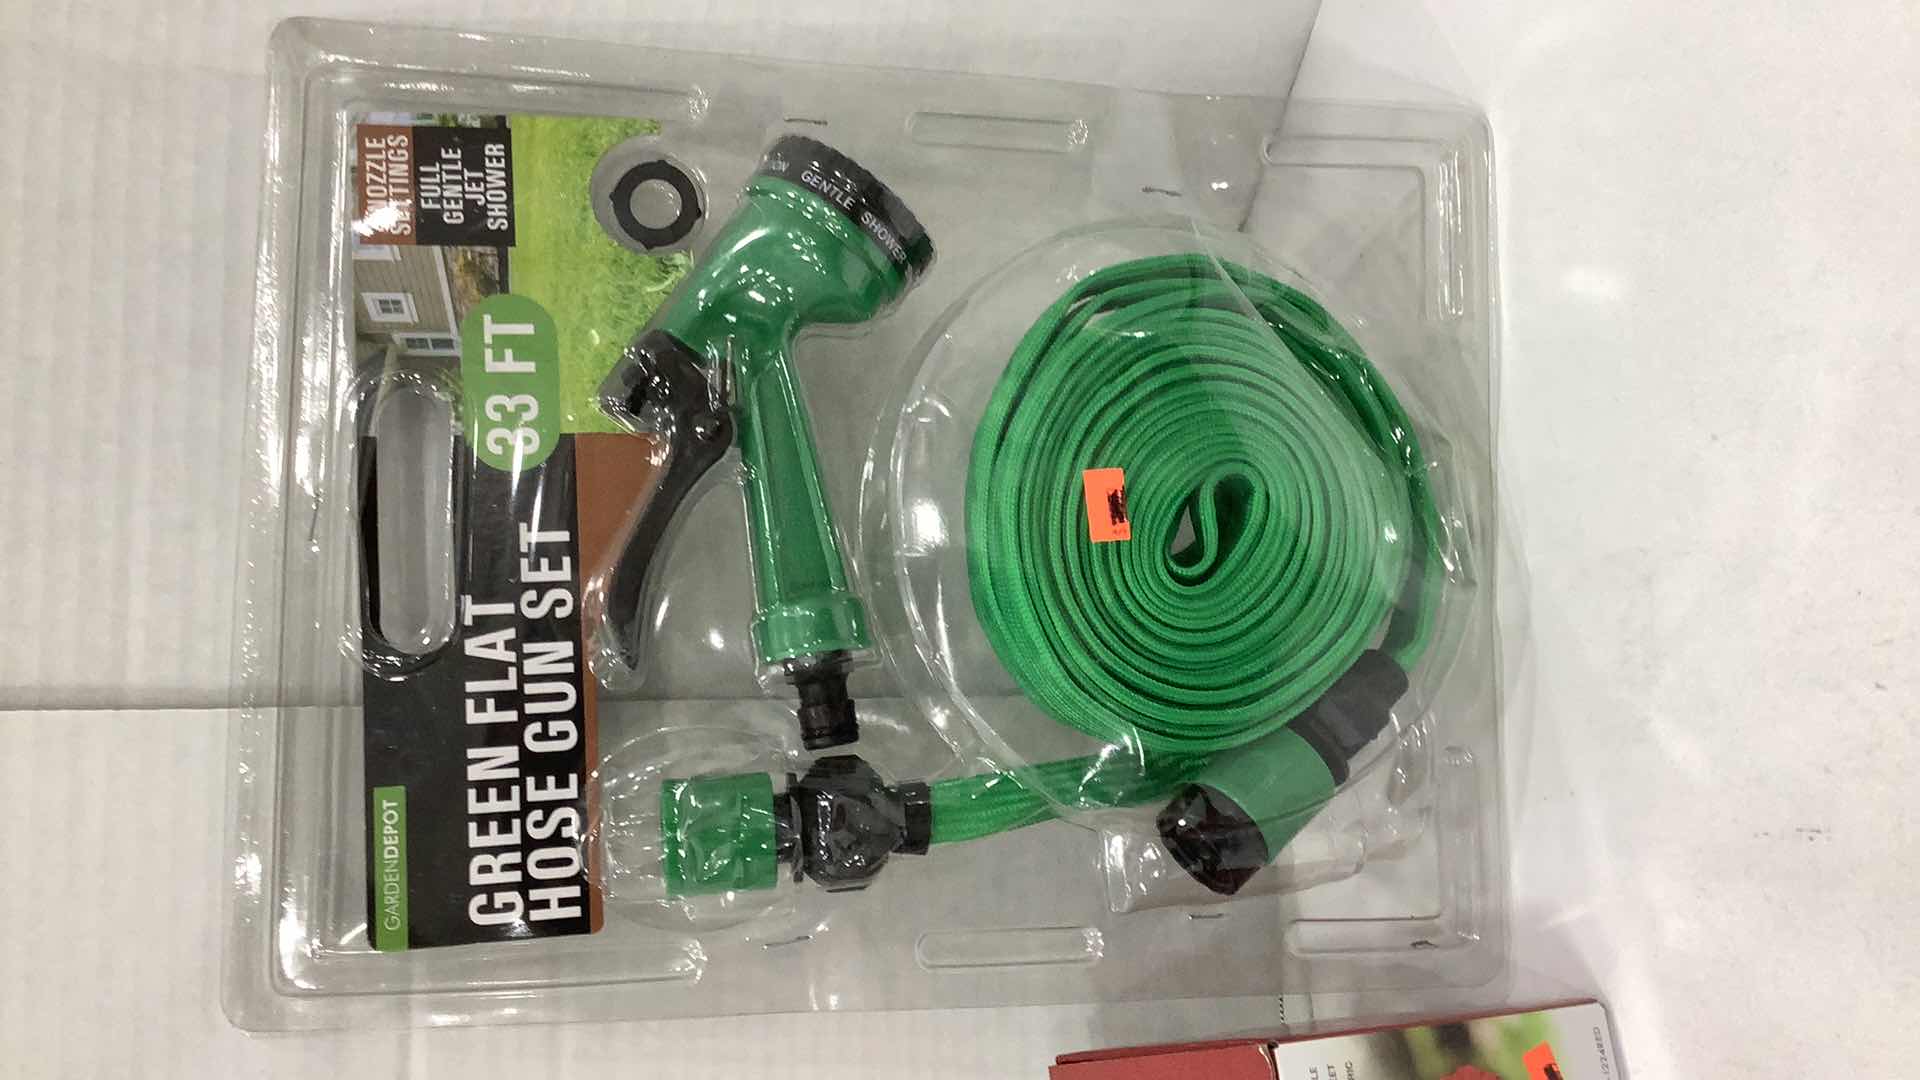 GARDENDEPOT
GREEN FLAT
HOSE GUN SET
33 FT
NOZZLE
SETTINGS
FULL
GENTLE
JET
SHOWER
GENTLE SHOWER